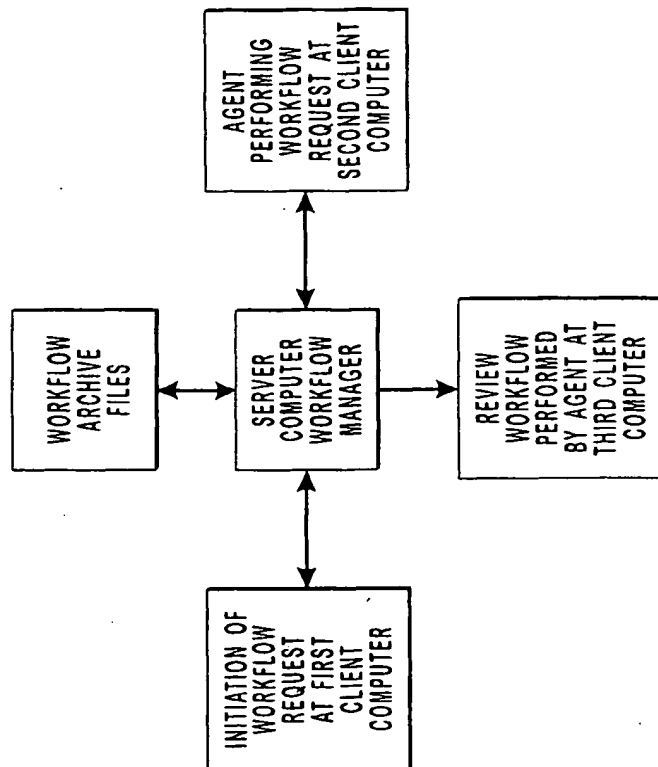 WORKFLOW
ARCHIVE
FILES
INITIATION OF
WORKFLOW
REQUEST
AT FIRST
CLIENT
COMPUTER
SERVER
COMPUTER
WORKFLOW
MANAGER
AGENT
PERFORMING
WORKFLOW
REQUEST AT
SECOND CLIENT
COMPUTER
REVIEW
WORKFLOW
PERFORMED
BY AGENT AT
THIRD CLIENT
COMPUTER